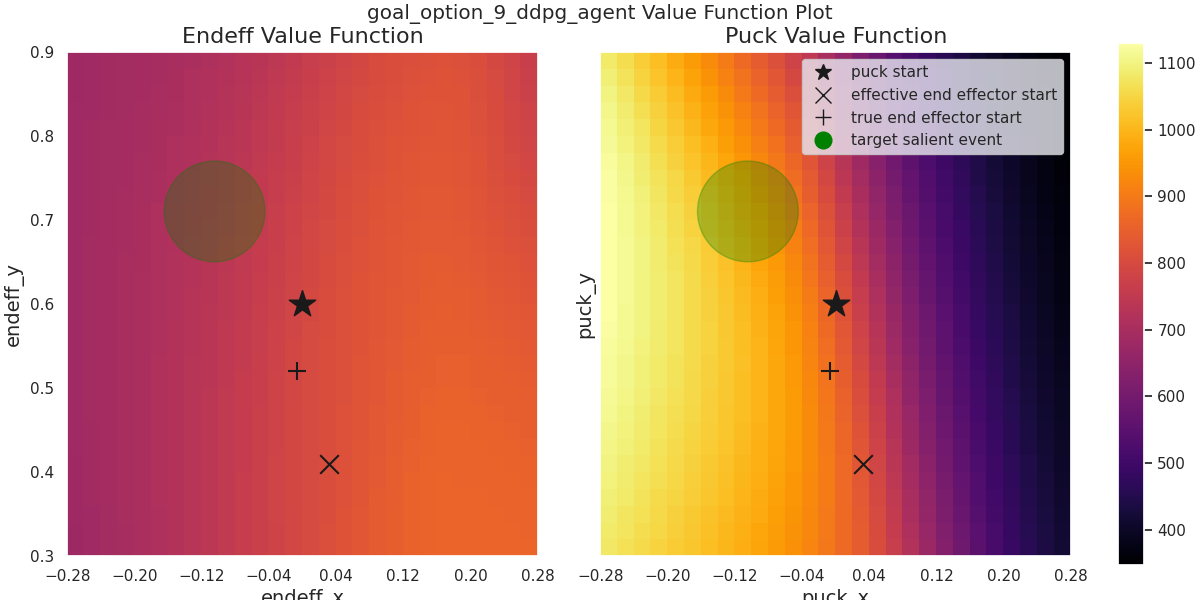 goal_option_9_ddpg_agent Value Function Plot
Endeff Value Function
Puck Value Function
puck start
effective end effector start
true end effector start
target salient event
endeff_y
0.9
0.8
0.7
0.6
0.5
0.4
0.3
−0.28 −0.20 −0.12 −0.04 0.04 0.12 0.20 0.28
endeff_x
puck_y
−0.28 −0.20 −0.12 −0.04 0.04 0.12 0.20 0.28
puck_x
1100
1000
900
800
700
600
500
400